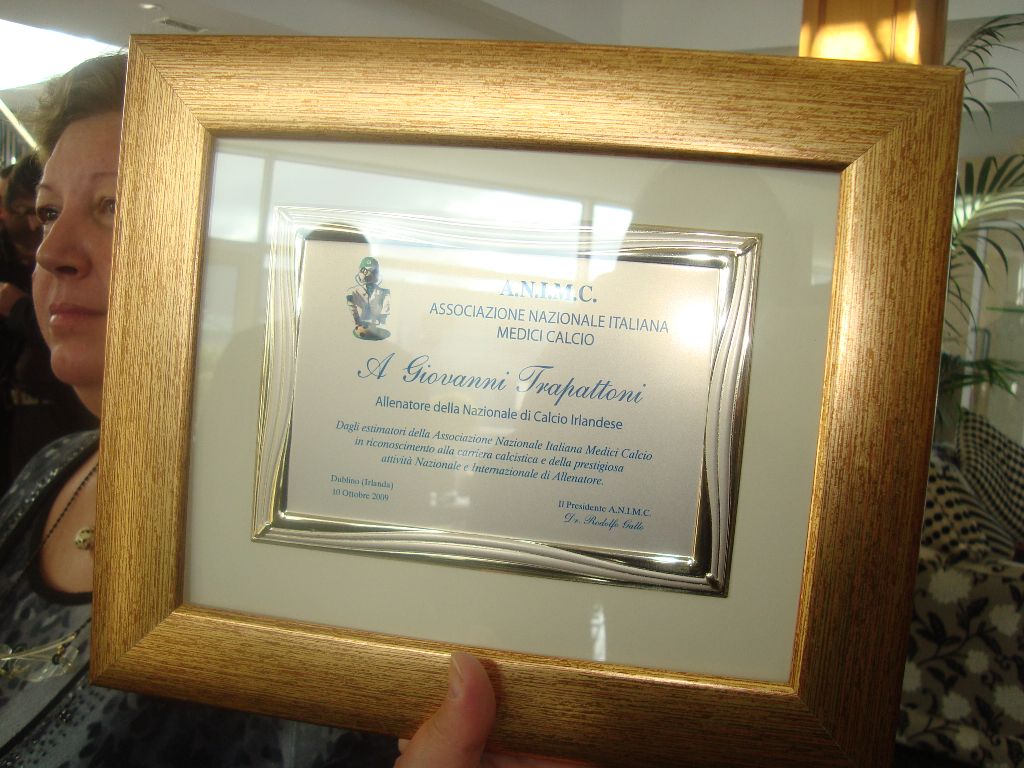 A.N.I.M.C.
ASSOCIAZIONE NAZIONALE ITALIANA
MEDICI CALCIO
A Giovanni Trapattoni
Allenatore della Nazionale di Calcio Irlandese
Dagli estimatori della Associazione Nazionale Italiana Medici Calcio
in riconoscimento alla carriera calcistica e della prestigiosa
attività Nazionale e Internazionale di Allenatore.
Dublino (Irlanda)
10 Ottobre 2009
Il Presidente A.N.I.M.C.
Dr. Rodolfo Gallo